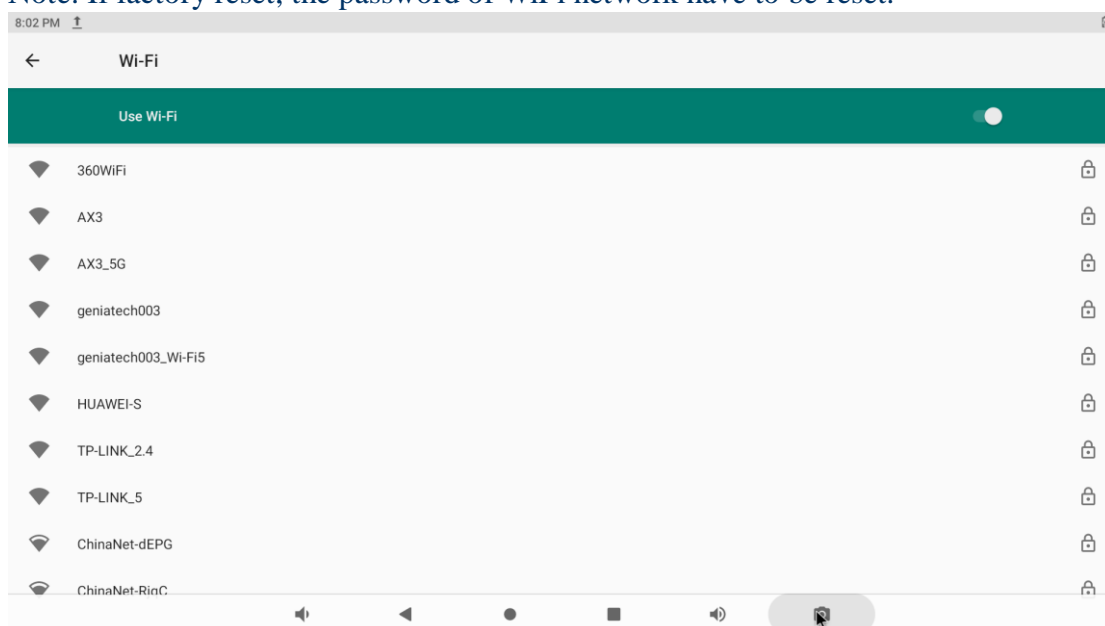 Note: If factory reset, the password of WIFI network have to be reset.
8:02 PM
Wi-Fi
Use Wi-Fi
360WiFi
AX3
AX3_5G
geniatech003
geniatech003_Wi-Fi5
HUAWEI-S
TP-LINK_2.4
TP-LINK_5
ChinaNet-dEPG
ChinaNet-RiqC